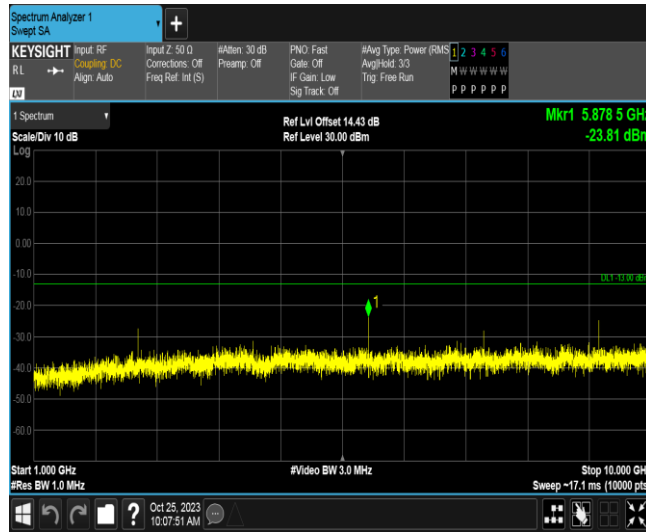 Spectrum Analyzer 1
Swept SA
+
KEYSIGHT
RL
LXI
Input: RF
Coupling: DC
Align: Auto
Input Z: 50 Ω
Corrections: Off
Freq Ref: Int (S)
#Atten: 30 dB
Preamp: Off
PNO: Fast
Gate: Off
IF Gain: Low
Sig Track: Off
#Avg Type: Power (RMS
Avg|Hold: 3/3
Trig: Free Run
1 2 3 4 5 6
M W W W W W
P P P P P P
1 Spectrum
Scale/Div 10 dB
Log
Ref Lvl Offset 14.43 dB
Ref Level 30.00 dBm
Mkr1 5.878 5 GHz
-23.81 dBm
20.0
10.0
0.00
-10.0
DL1 -13.00 dBm
-20.0
1
-30.0
-40.0
-50.0
-60.0
Start 1.000 GHz
#Res BW 1.0 MHz
#Video BW 3.0 MHz
Stop 10.000 GHz
Sweep ~17.1 ms (10000 pts
?
Oct 25, 2023
10:07:51 AM